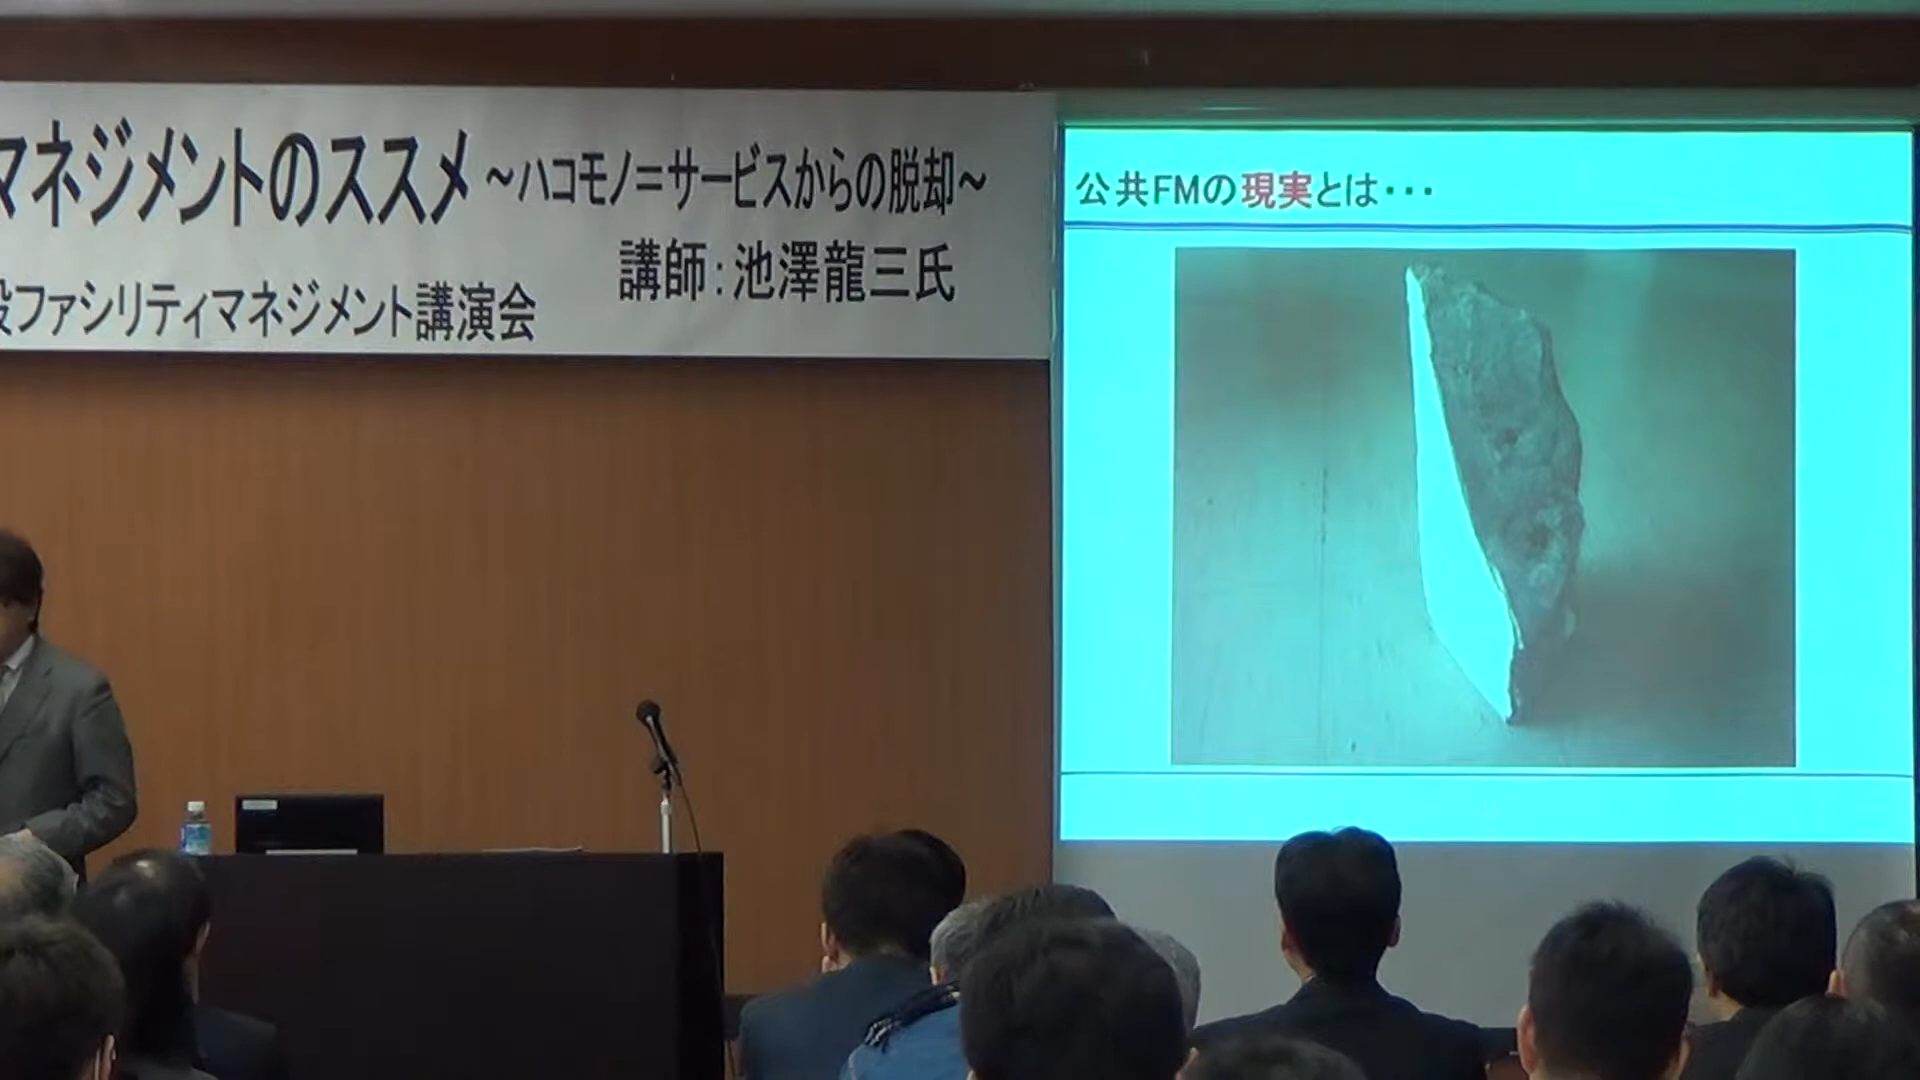 マネジメントのススメ ~ハコモノ=サービスからの脱却~
講師:池澤龍三氏
設ファシリティマネジメント講演会
公共FMの現実とは・・・